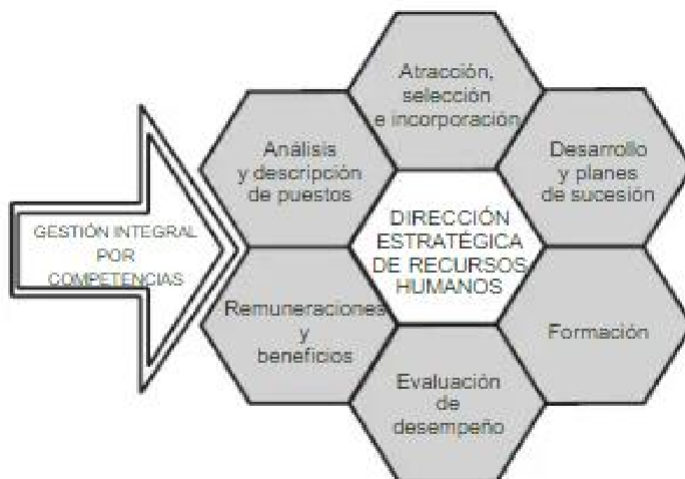 Atracción,
selección
e incorporación
Análisis
y descripción
de puestos
Desarrollo
y planes
de sucesión
GESTIÓN INTEGRAL
POR
COMPETENCIAS
DIRECCIÓN
ESTRATÉGICA
DE RECURSOS
HUMANOS
Remuneraciones
y
beneficios
Formación
Evaluación
de
desempeño